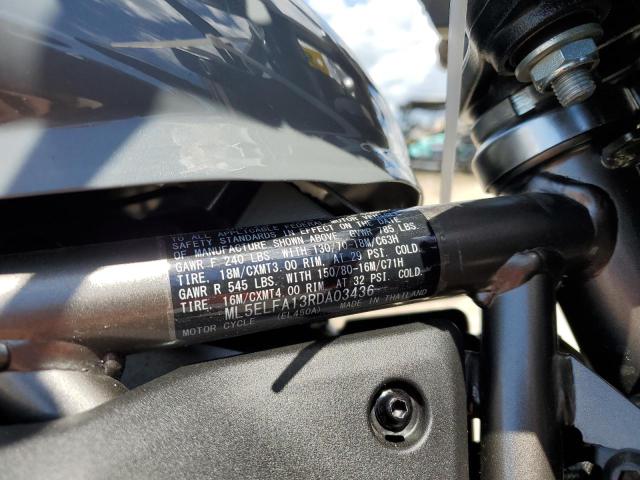 TO ALL APPLICABLE FEDERAL MOTOR VEHICLE
SAFETY STANDARDS IN EFFECT ON THE DATE
OF MANUFACTURE SHOWN ABOVE. GVWR 785 LBS.
GAWR F 240 LBS. WITH 130/70-18M/C63H
TIRE, 18M/CXMT3.00 RIM, AT 29 PSI. COLD.
GAWR R 545 LBS. WITH 150/80-16M/C71H
TIRE, 16M/CXMT4.00 RIM, AT 32 PSI. COLD.
ML5ELFA13RDA03436
MOTOR CYCLE (EL450A) MADE IN THAILAND